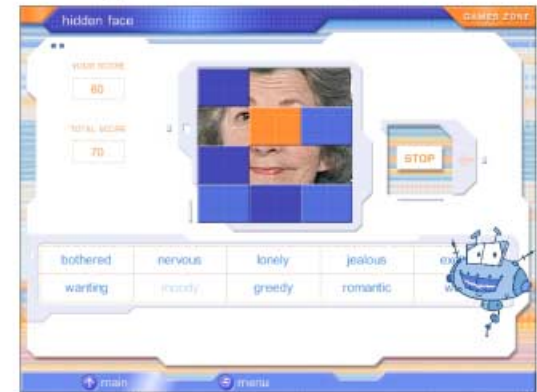 hidden face
GAMES ZONE
YOUR SCORE
60
TOTAL SCORE
70
STOP
bothered nervous lonely jealous
wanting moody greedy romantic
main menu